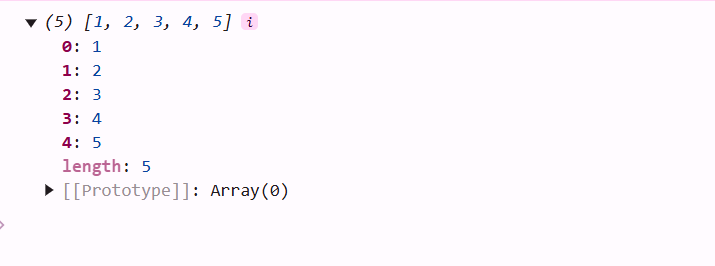 ▼ (5) [1, 2, 3, 4, 5] i
0: 1
1: 2
2: 3
3: 4
4: 5
length: 5
▶ [[Prototype]]: Array(0)